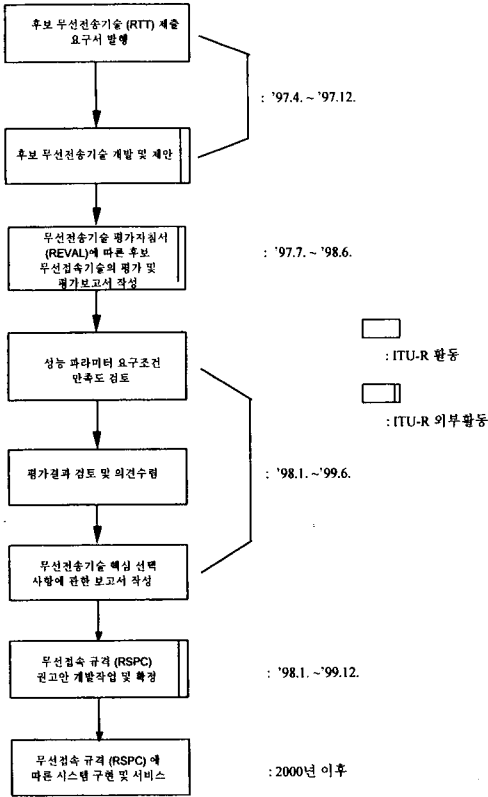 후보 무선전송기술 (RTT) 제출
요구서 발행
: '97.4. ~ '97.12.
후보 무선전송기술 개발 및 제안
무선전송기술 평가자침서
(REVAL)에 따른 후보
무선접속기술의 평가 및
평가보고서 작성
: '97.7. ~ '98.6.
성능 파라미터 요구조건
만족도 검토
: ITU-R 활동
: ITU-R 외부활동
평가결과 검토 및 의견수렴
: '98.1. ~'99.6.
무선전송기술 핵심 선택
사항에 관한 보고서 작성
무선접속 규격 (RSPC)
권고안 개발작업 및 확정
: '98.1. ~'99.12.
무선접속 규격 (RSPC) 에
따른 시스템 구현 및 서비스
: 2000년 이후